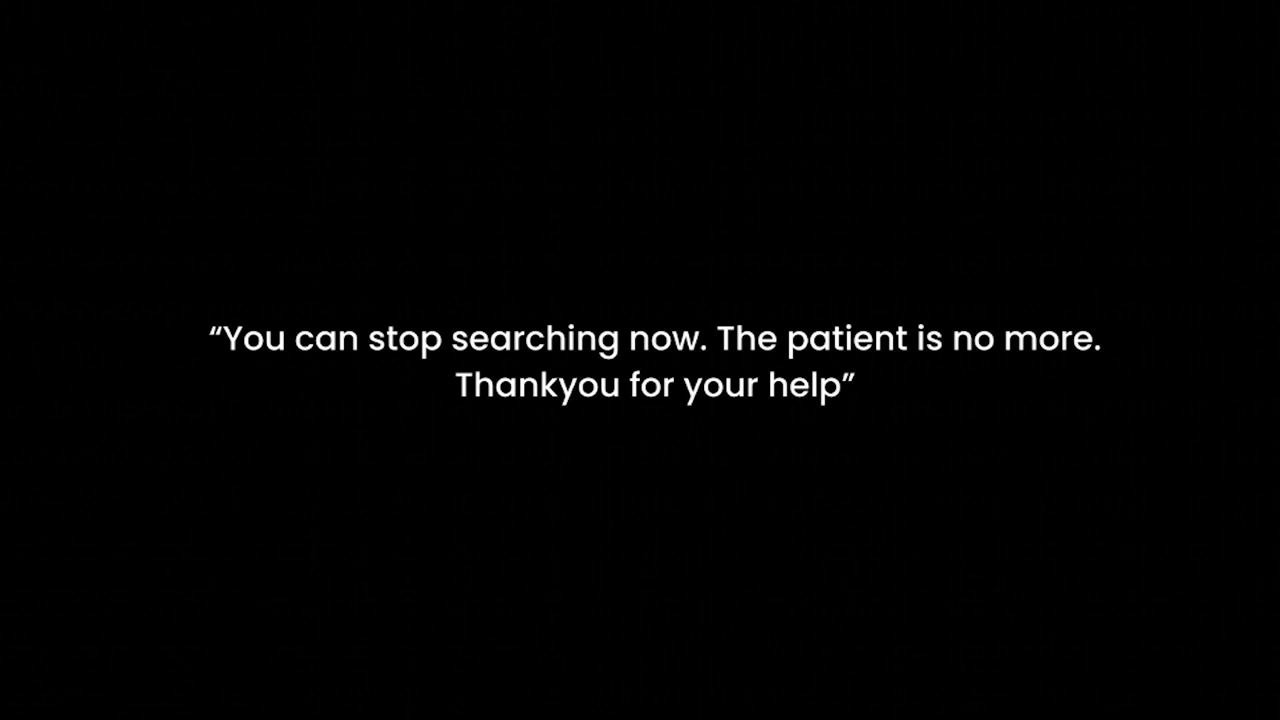 “You can stop searching now. The patient is no more.
Thankyou for your help”